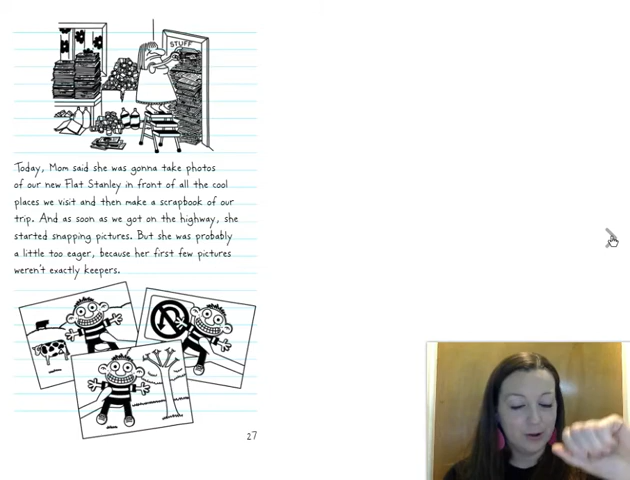 STUFF
Today, Mom said she was gonna take photos
of our new Flat Stanley in front of all the cool
places we visit and then make a scrapbook of our
trip. And as soon as we got on the highway, she
started snapping pictures. But she was probably
a little too eager, because her first few pictures
weren't exactly keepers.
27